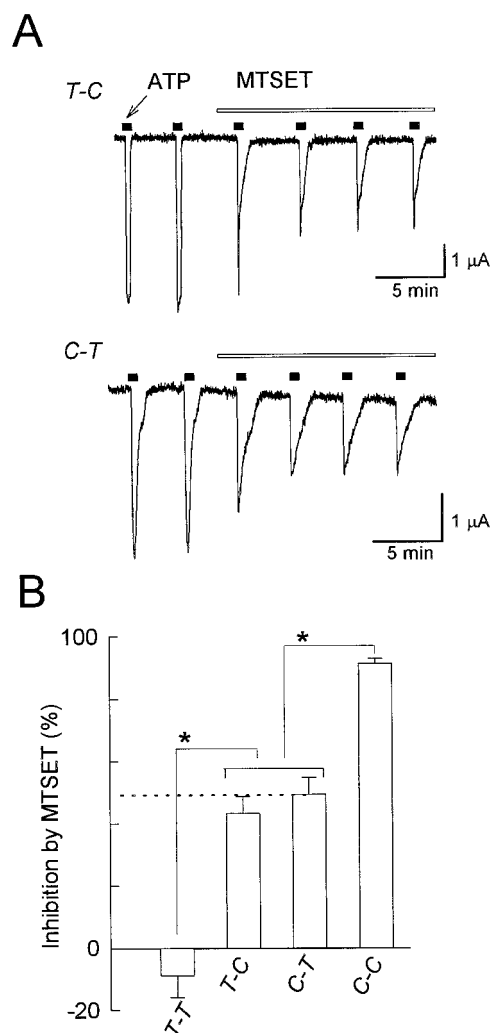 A
T-C
ATP
MTSET
1 μA
5 min
C-T
1 μA
5 min
B
Inhibition by MTSET (%)
100
0
-20
*
*
T-T
T-C
C-T
C-C